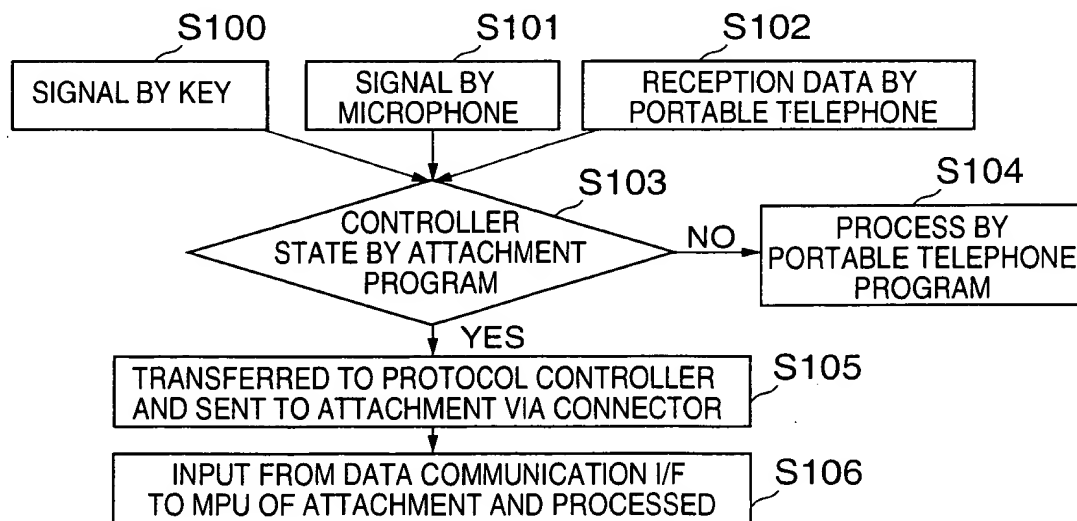 S100
S101
S102
SIGNAL BY KEY
SIGNAL BY
MICROPHONE
RECEPTION DATA BY
PORTABLE TELEPHONE
S103
S104
CONTROLLER
STATE BY ATTACHMENT
PROGRAM
NO
PROCESS BY
PORTABLE TELEPHONE
PROGRAM
YES
S105
TRANSFERRED TO PROTOCOL CONTROLLER
AND SENT TO ATTACHMENT VIA CONNECTOR
S106
INPUT FROM DATA COMMUNICATION I/F
TO MPU OF ATTACHMENT AND PROCESSED